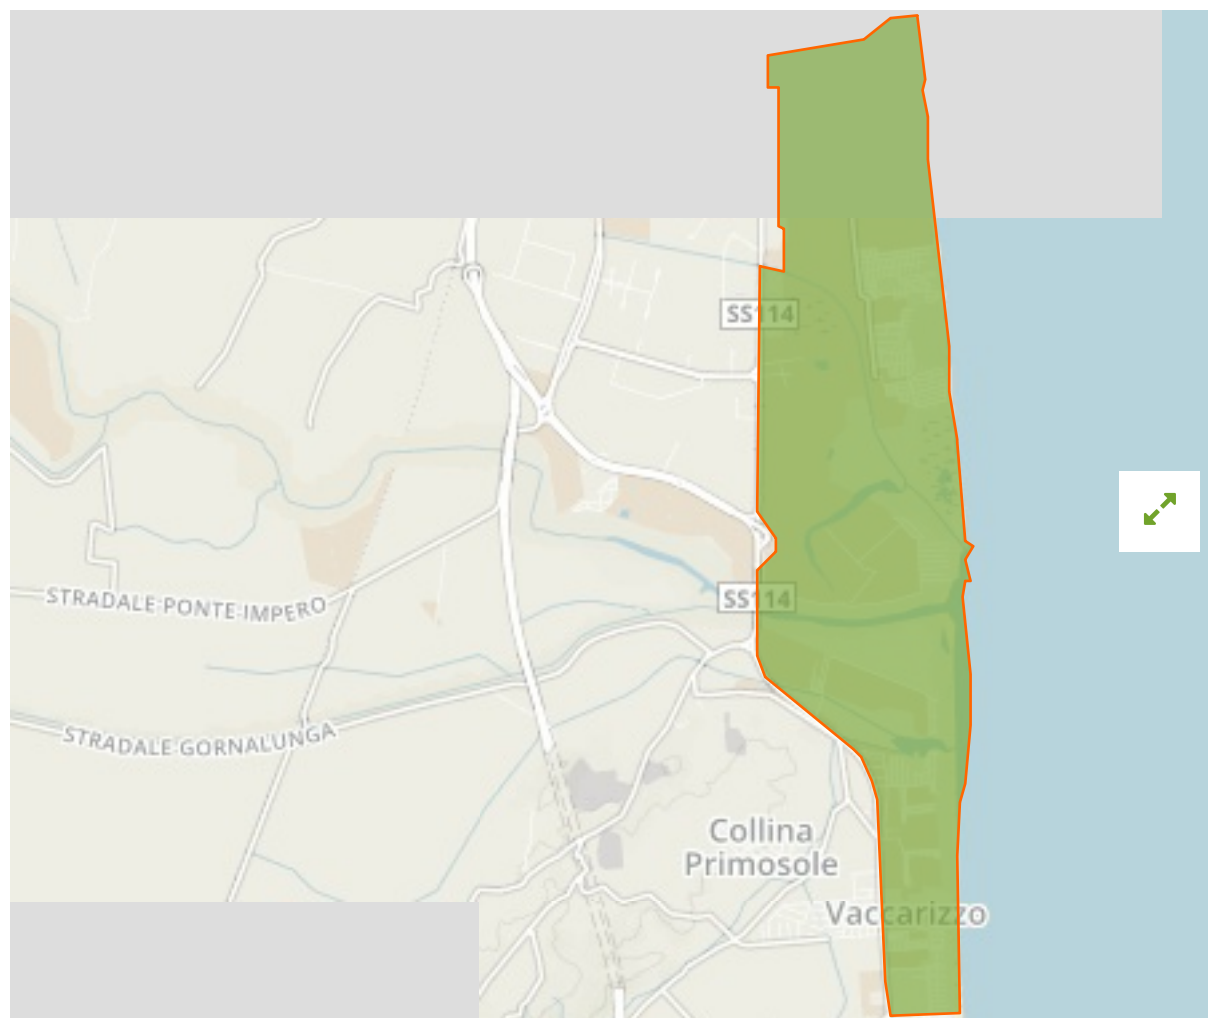 SS114
SS114
STRADALE PONTE IMPERO
STRADALE GORNALUNGA
Collina
Primosole
Vaccarizzo